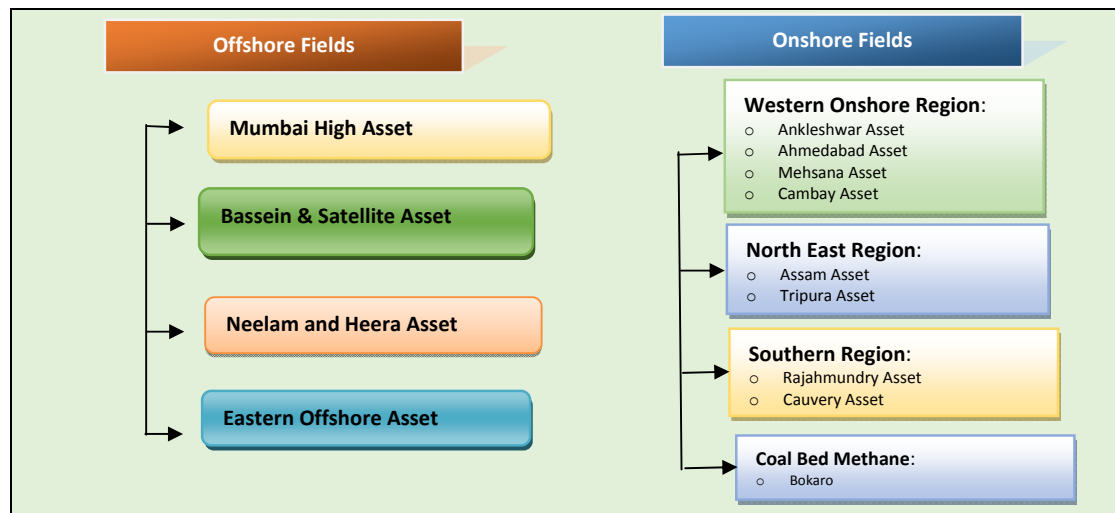 Offshore Fields
Mumbai High Asset
Bassein & Satellite Asset
Neelam and Heera Asset
Eastern Offshore Asset
Onshore Fields
Western Onshore Region:
o Ankleshwar Asset
o Ahmedabad Asset
o Mehsana Asset
o Cambay Asset
North East Region:
o Assam Asset
o Tripura Asset
Southern Region:
o Rajahmundry Asset
o Cauvery Asset
Coal Bed Methane:
o Bokaro